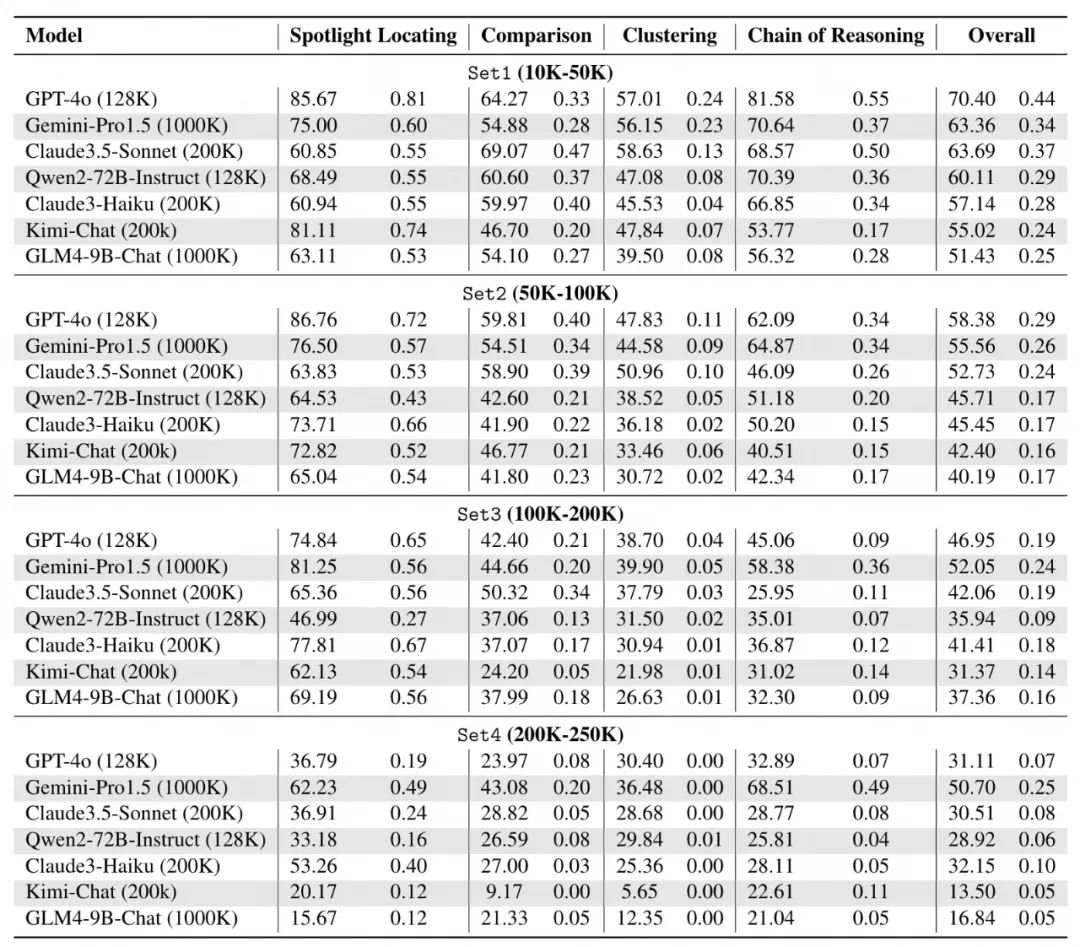 Model Spotlight Locating Comparison Clustering Chain of Reasoning Overall
Set1 (10K-50K)
GPT-4o (128K) 85.67 0.81 64.27 0.33 57.01 0.24 81.58 0.55 70.40 0.44
Gemini-Pro1.5 (1000K) 75.00 0.60 54.88 0.28 56.15 0.23 70.64 0.37 63.36 0.34
Claude3.5-Sonnet (200K) 60.85 0.55 69.07 0.47 58.63 0.13 68.57 0.50 63.69 0.37
Qwen2-72B-Instruct (128K) 68.49 0.55 60.60 0.37 47.08 0.08 70.39 0.36 60.11 0.29
Claude3-Haiku (200K) 60.94 0.55 59.97 0.40 45.53 0.04 66.85 0.34 57.14 0.28
Kimi-Chat (200k) 81.11 0.74 46.70 0.20 47,84 0.07 53.77 0.17 55.02 0.24
GLM4-9B-Chat (1000K) 63.11 0.53 54.10 0.27 39.50 0.08 56.32 0.28 51.43 0.25
Set2 (50K-100K)
GPT-4o (128K) 86.76 0.72 59.81 0.40 47.83 0.11 62.09 0.34 58.38 0.29
Gemini-Pro1.5 (1000K) 76.50 0.57 54.51 0.34 44.58 0.09 64.87 0.34 55.56 0.26
Claude3.5-Sonnet (200K) 63.83 0.53 58.90 0.39 50.96 0.10 46.09 0.26 52.73 0.24
Qwen2-72B-Instruct (128K) 64.53 0.43 42.60 0.21 38.52 0.05 51.18 0.20 45.71 0.17
Claude3-Haiku (200K) 73.71 0.66 41.90 0.22 36.18 0.02 50.20 0.15 45.45 0.17
Kimi-Chat (200k) 72.82 0.52 46.77 0.21 33.46 0.06 40.51 0.15 42.40 0.16
GLM4-9B-Chat (1000K) 65.04 0.54 41.80 0.23 30.72 0.02 42.34 0.17 40.19 0.17
Set3 (100K-200K)
GPT-4o (128K) 74.84 0.65 42.40 0.21 38.70 0.04 45.06 0.09 46.95 0.19
Gemini-Pro1.5 (1000K) 81.25 0.56 44.66 0.20 39.90 0.05 58.38 0.36 52.05 0.24
Claude3.5-Sonnet (200K) 65.36 0.56 50.32 0.34 37.79 0.03 25.95 0.11 42.06 0.19
Qwen2-72B-Instruct (128K) 46.99 0.27 37.06 0.13 31.50 0.02 35.01 0.07 35.94 0.09
Claude3-Haiku (200K) 77.81 0.67 37.07 0.17 30.94 0.01 36.87 0.12 41.41 0.18
Kimi-Chat (200k) 62.13 0.54 24.20 0.05 21.98 0.01 31.02 0.14 31.37 0.14
GLM4-9B-Chat (1000K) 69.19 0.56 37.99 0.18 26.63 0.01 32.30 0.09 37.36 0.16
Set4 (200K-250K)
GPT-4o (128K) 36.79 0.19 23.97 0.08 30.40 0.00 32.89 0.07 31.11 0.07
Gemini-Pro1.5 (1000K) 62.23 0.49 43.08 0.20 36.48 0.00 68.51 0.49 50.70 0.25
Claude3.5-Sonnet (200K) 36.91 0.24 28.82 0.05 28.68 0.00 28.77 0.08 30.51 0.08
Qwen2-72B-Instruct (128K) 33.18 0.16 26.59 0.08 29.84 0.01 25.81 0.04 28.92 0.06
Claude3-Haiku (200K) 53.26 0.40 27.00 0.03 25.36 0.00 28.11 0.05 32.15 0.10
Kimi-Chat (200k) 20.17 0.12 9.17 0.00 5.65 0.00 22.61 0.11 13.50 0.05
GLM4-9B-Chat (1000K) 15.67 0.12 21.33 0.05 12.35 0.00 21.04 0.05 16.84 0.05